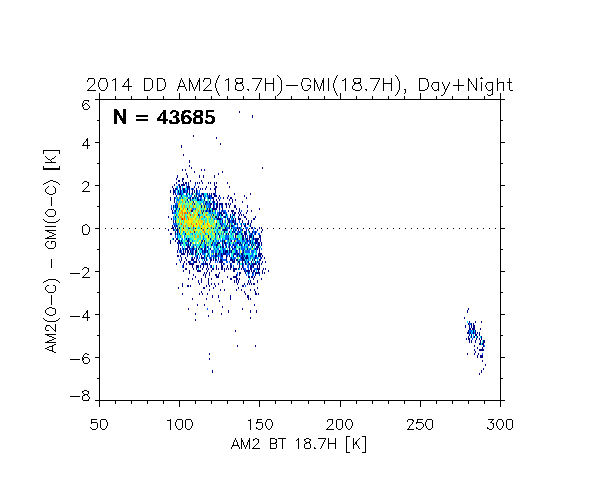 2014 DD AM2(18.7H)−GMI(18.7H), Day+Night
N = 43685
6
4
2
0
−2
−4
−6
−8
AM2(O−C) − GMI(O−C) [K]
50 100 150 200 250 300
AM2 BT 18.7H [K]